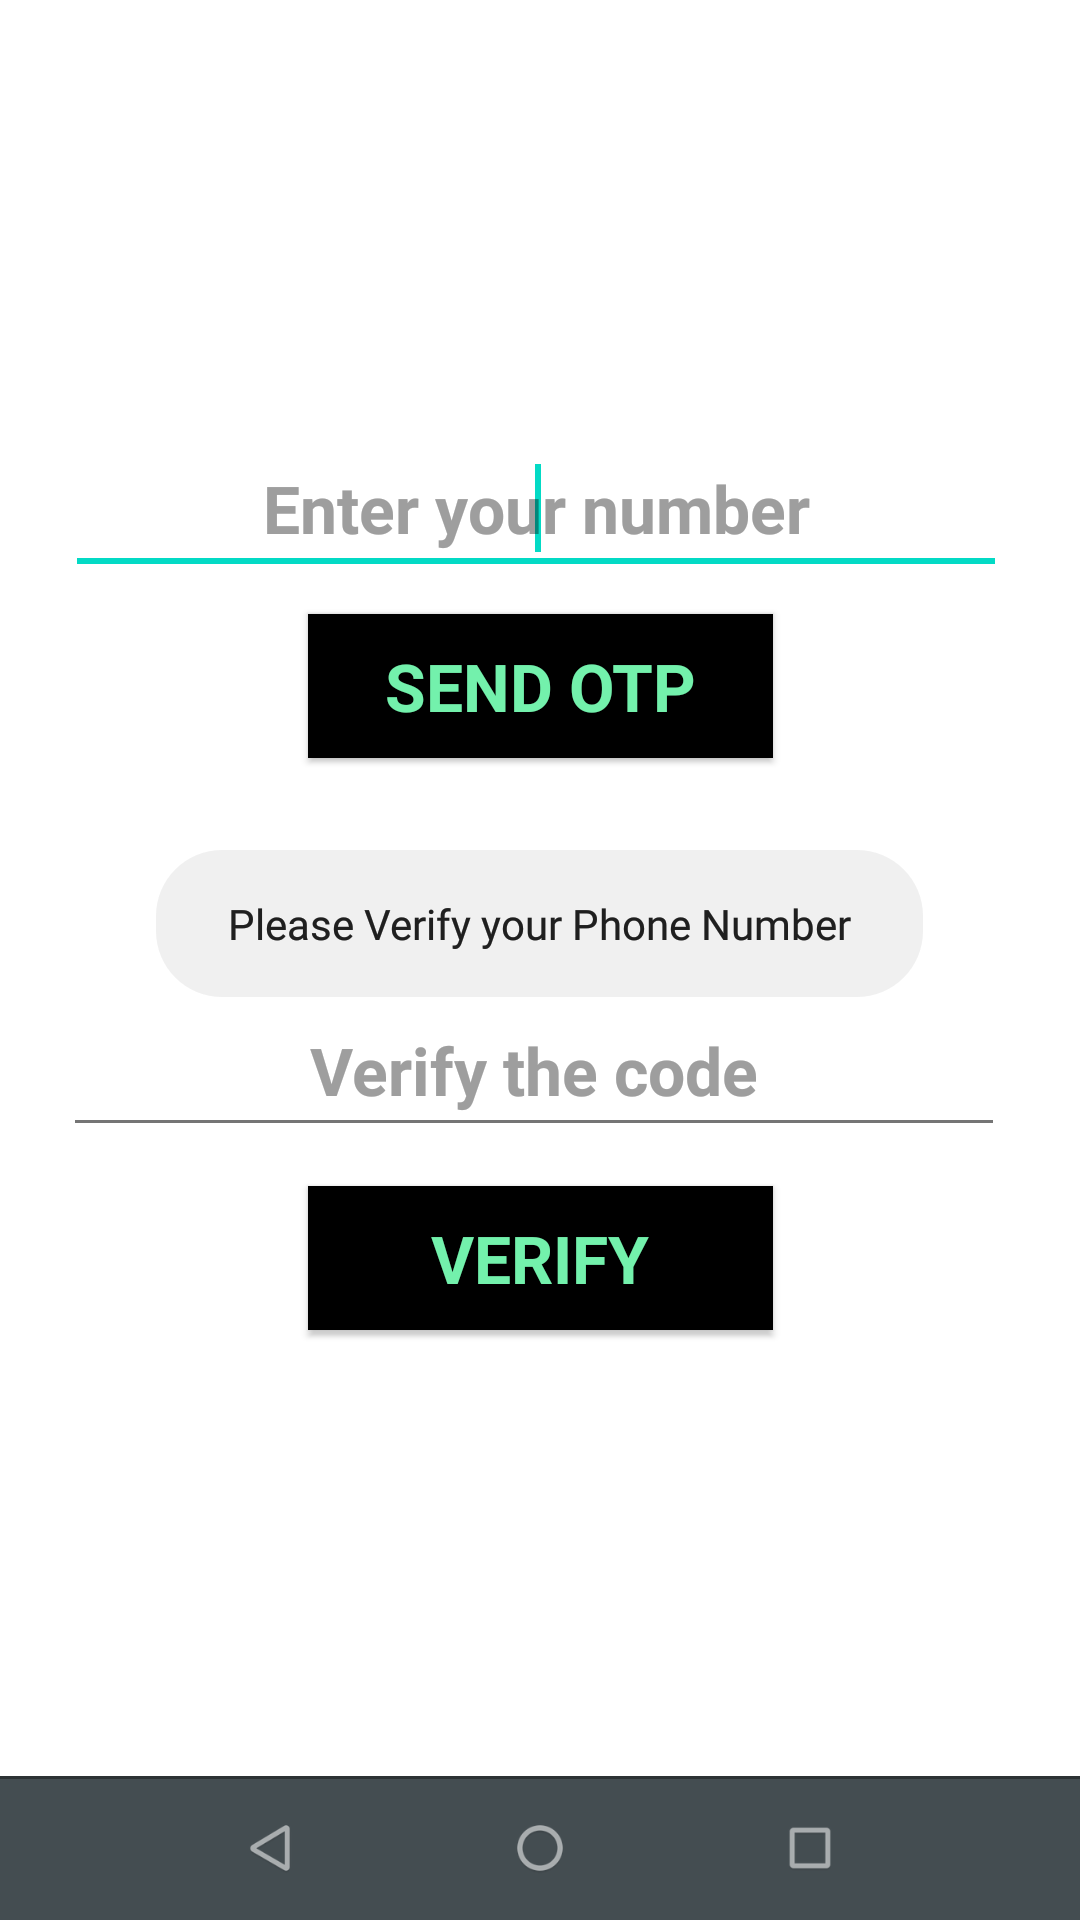 Enter your number
SEND OTP
Please Verify your Phone Number
Verify the code
VERIFY